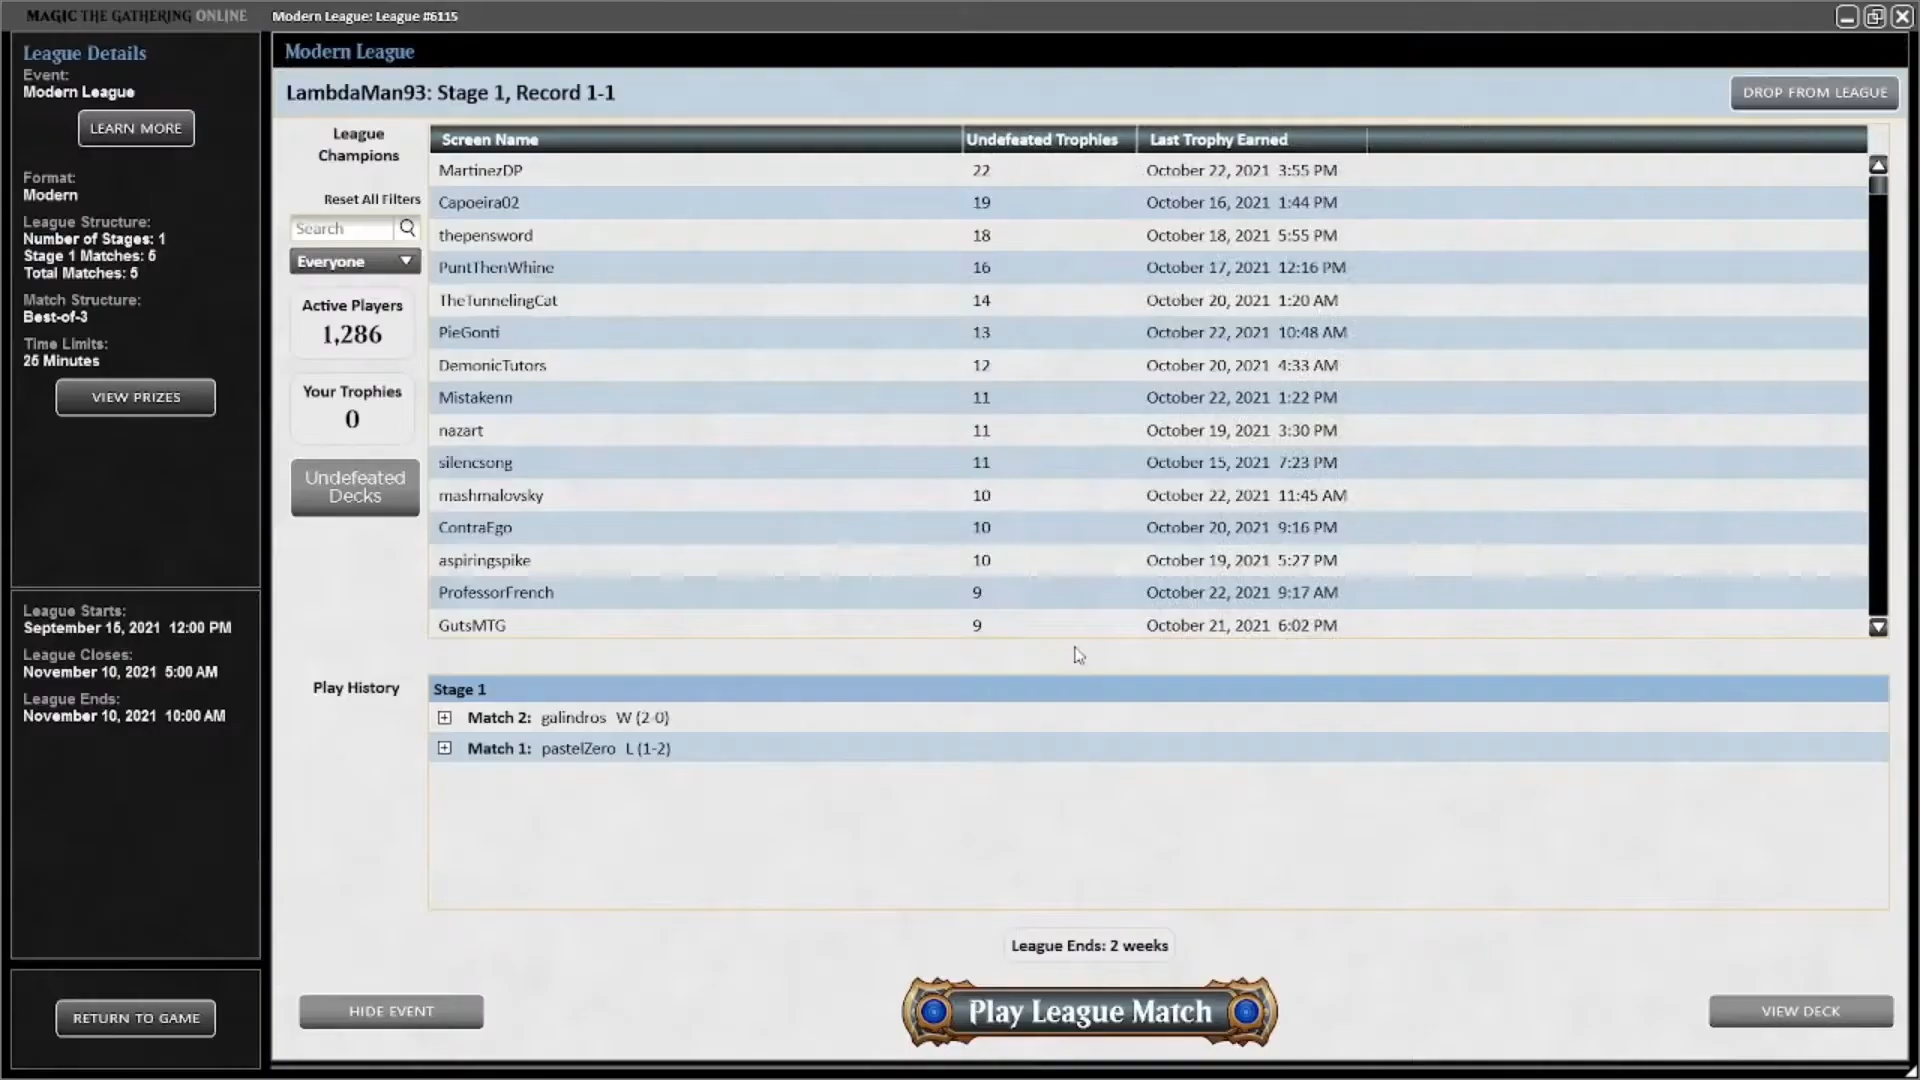 MAGIC THE GATHERING ONLINE
Modern League: League #6115
League Details
Event:
Modern League
LEARN MORE
Format:
Modern
League Structure:
Number of Stages: 1
Stage 1 Matches: 5
Total Matches: 5
Match Structure:
Best-of-3
Time Limits:
25 Minutes
VIEW PRIZES
League Starts:
September 15, 2021 12:00 PM
League Closes:
November 10, 2021 5:00 AM
League Ends:
November 10, 2021 10:00 AM
RETURN TO GAME
Modern League
LambdaMan93: Stage 1, Record 1-1
DROP FROM LEAGUE
League
Champions
Reset All Filters
Search
Everyone
Active Players
1,286
Your Trophies
0
Undefeated
Decks
Screen Name Undefeated Trophies Last Trophy Earned
MartinezDP 22 October 22, 2021 3:55 PM
Capoeira02 19 October 16, 2021 1:44 PM
thepensword 18 October 18, 2021 5:55 PM
PuntThenWhine 16 October 17, 2021 12:16 PM
TheTunnelingCat 14 October 20, 2021 1:20 AM
PieGonti 13 October 22, 2021 10:48 AM
DemonicTutors 12 October 20, 2021 4:33 AM
Mistakenn 11 October 22, 2021 1:22 PM
nazart 11 October 19, 2021 3:30 PM
silencsong 11 October 15, 2021 7:23 PM
mashmalovsky 10 October 22, 2021 11:45 AM
ContraEgo 10 October 20, 2021 9:16 PM
aspiringspike 10 October 19, 2021 5:27 PM
ProfessorFrench 9 October 22, 2021 9:17 AM
GutsMTG 9 October 21, 2021 6:02 PM
Play History
Stage 1
Match 2: galindros W (2-0)
Match 1: pastelZero L (1-2)
League Ends: 2 weeks
HIDE EVENT
Play League Match
VIEW DECK